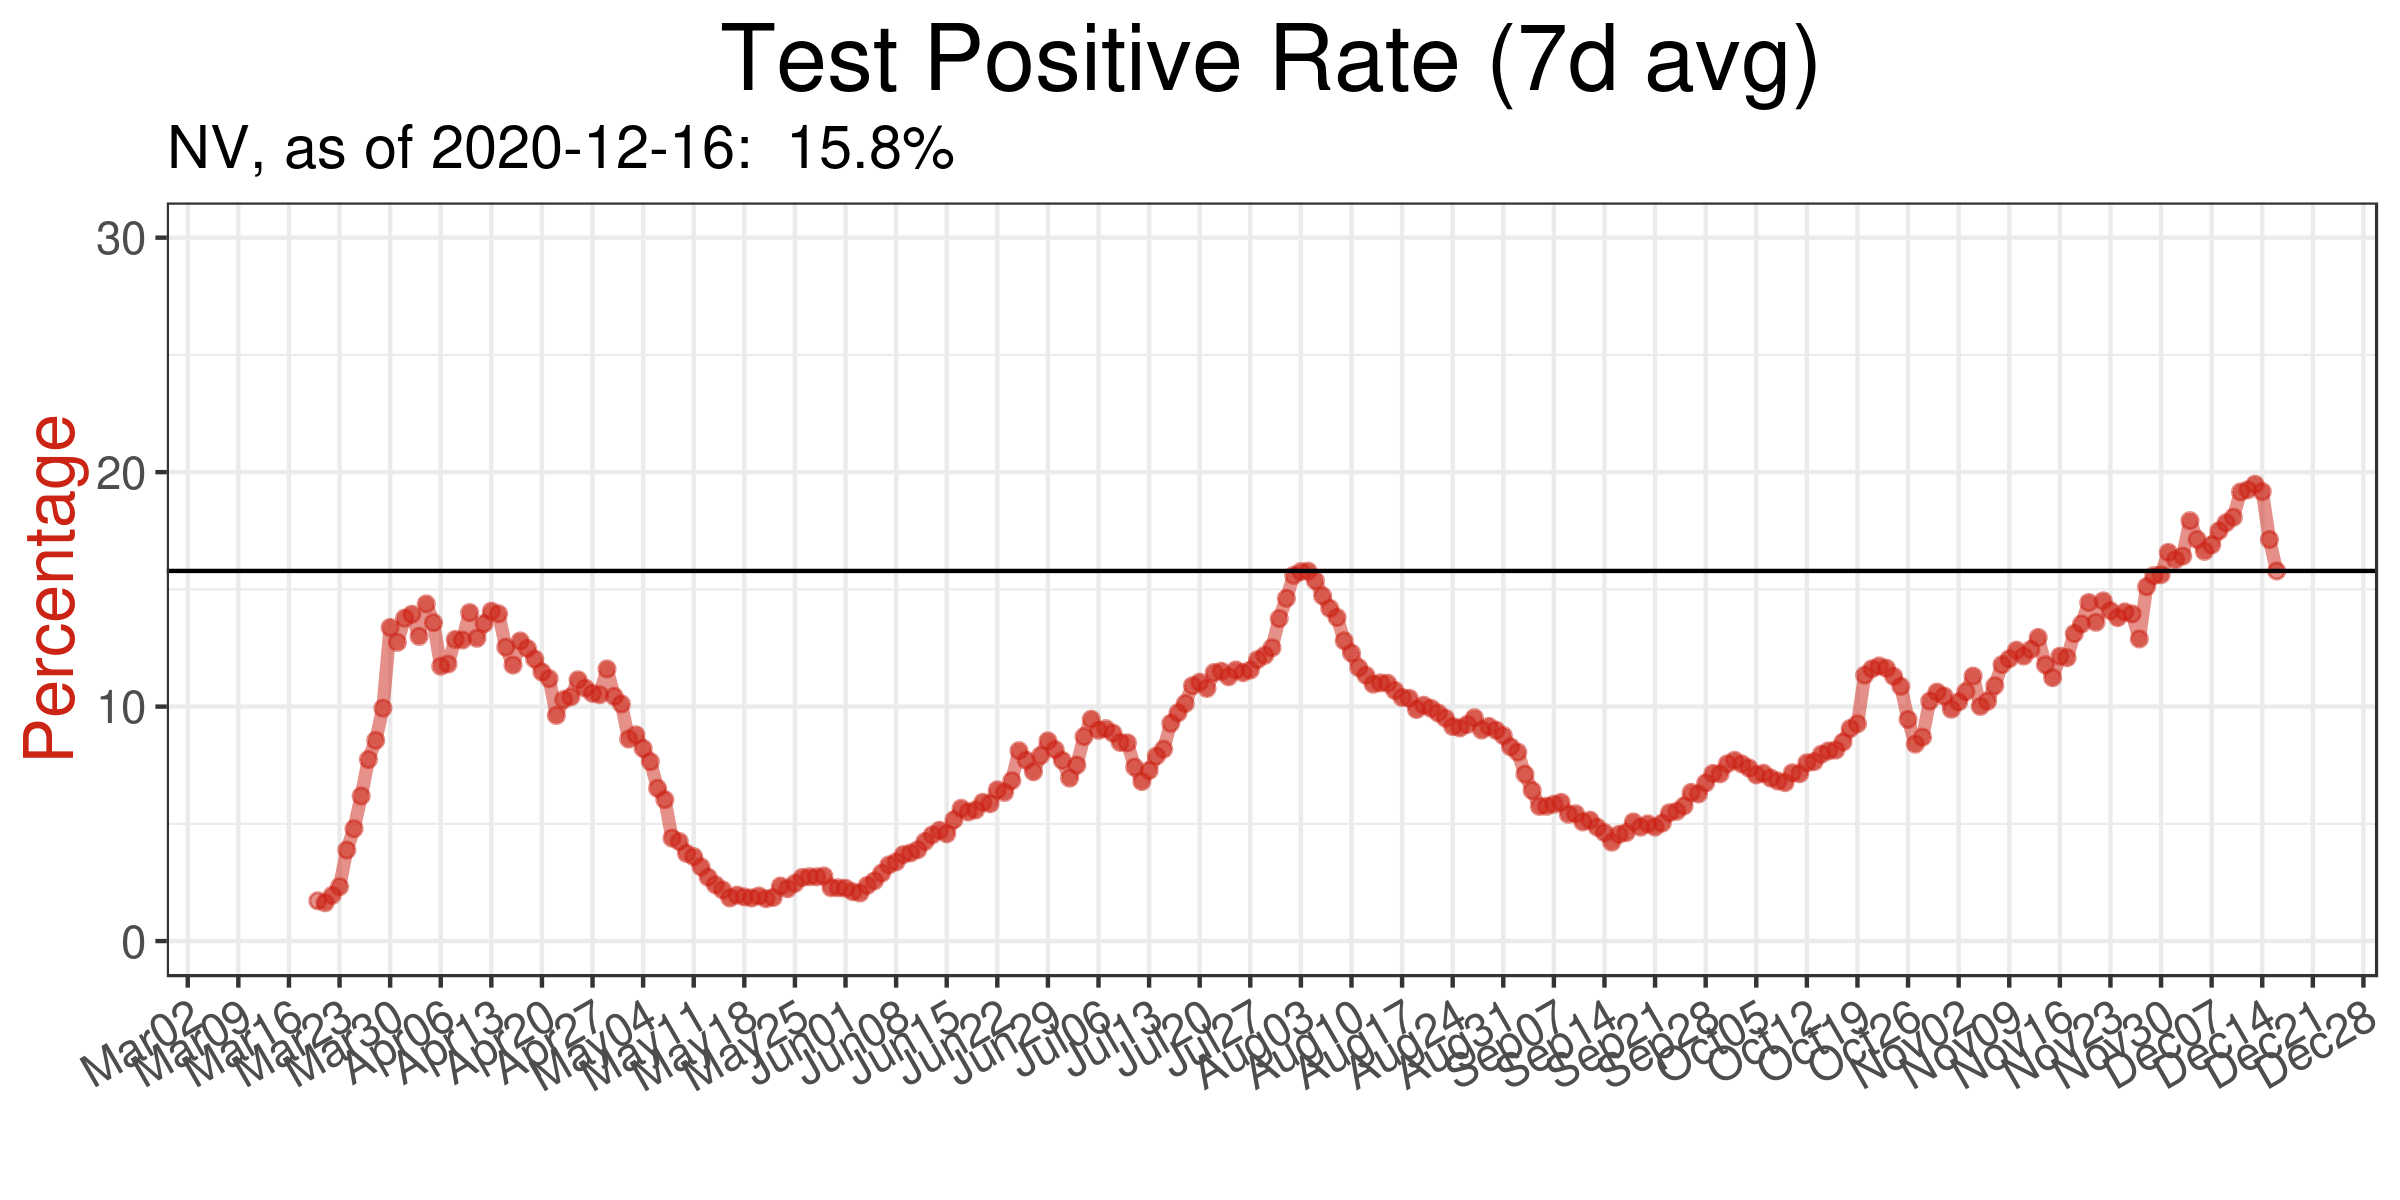 Test Positive Rate (7d avg)
NV, as of 2020-12-16: 15.8%
Percentage
30
20
10
0
Mar02
Mar09
Mar16
Mar23
Mar30
Apr06
Apr13
Apr20
Apr27
May04
May11
May18
May25
Jun01
Jun08
Jun15
Jun22
Jun29
Jul06
Jul13
Jul20
Jul27
Aug03
Aug10
Aug17
Aug24
Aug31
Sep07
Sep14
Sep21
Sep28
Oct05
Oct12
Oct19
Oct26
Nov02
Nov09
Nov16
Nov23
Nov30
Dec07
Dec14
Dec21
Dec28